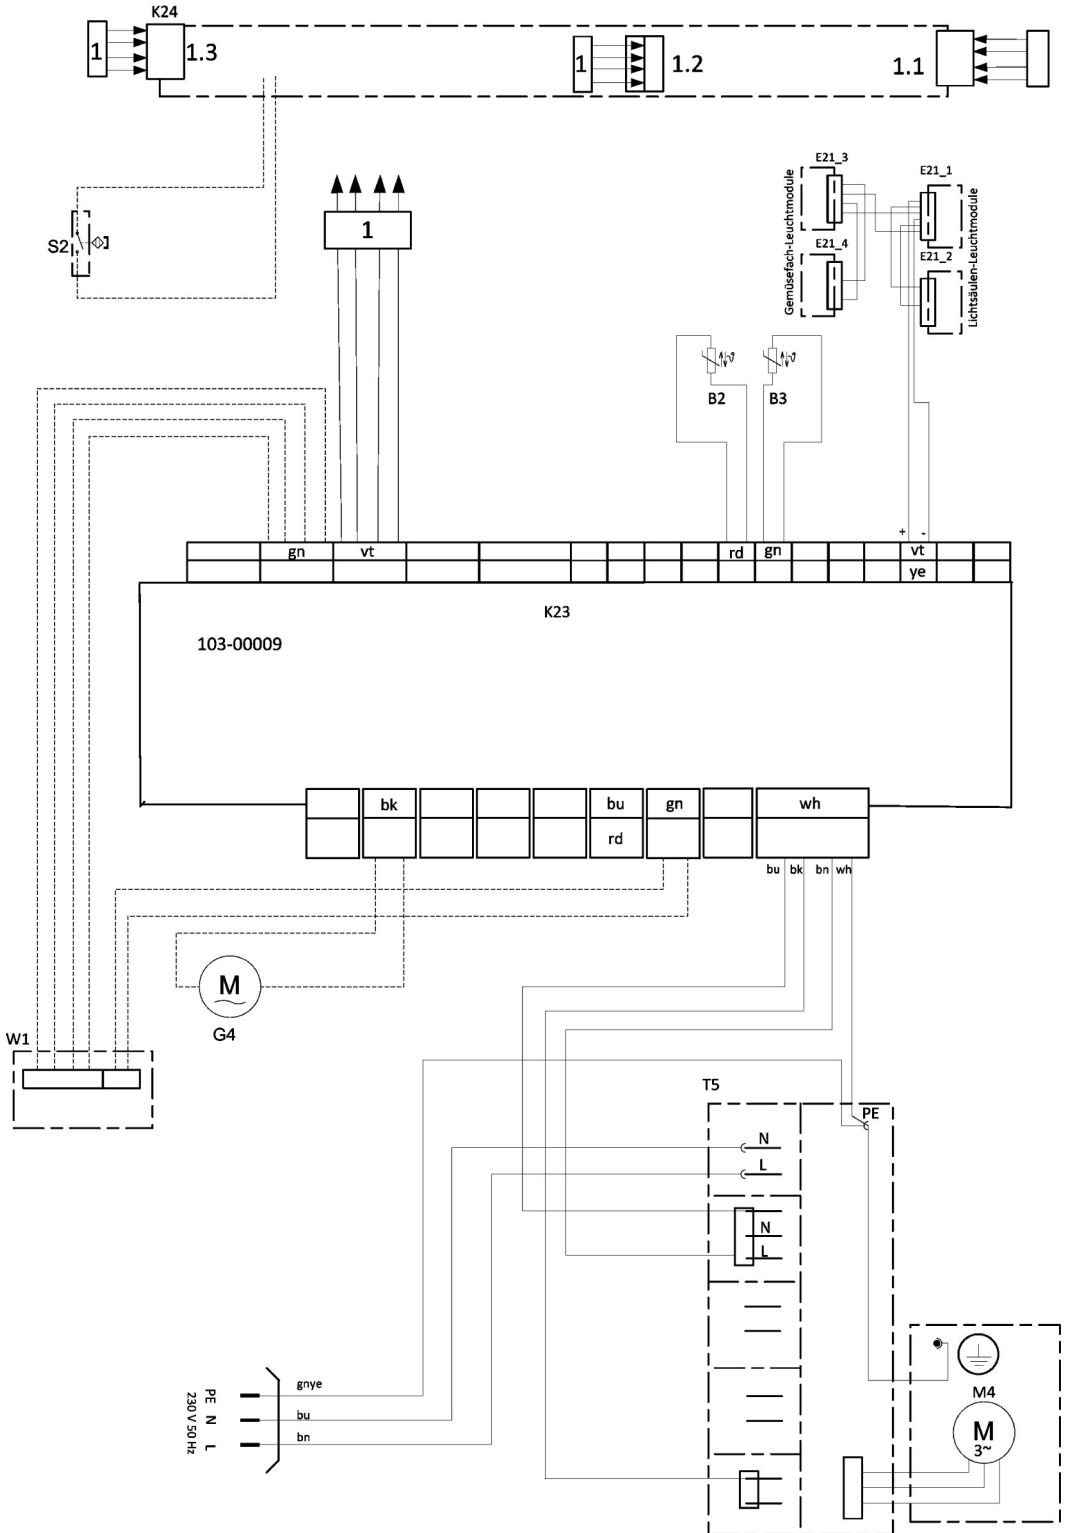 K24
1
1.3
1
1.2
1.1
E21_3
E21_1
Gemüsefach-Leuchtmodule
Lichtsäulen-Leuchtmodule
E21_4
E21_2
S2
1
ϑ
ϑ
B2
B3
+ -
gn
vt
rd
gn
vt
ye
K23
103-00009
bk
bu
gn
wh
rd
bu
bk
bn
wh
M
G4
W1
T5
PE
N
L
N
L
gnye
PE
bu
N
bn
L
230 V 50 Hz
M4
M
3~